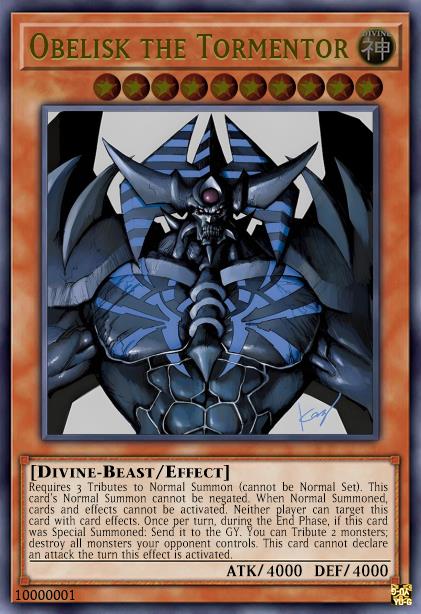 OBELISK THE TORMENTOR
DIVINE
神
[DIVINE-BEAST/EFFECT]
Requires 3 Tributes to Normal Summon (cannot be Normal Set). This
card's Normal Summon cannot be negated. When Normal Summoned,
cards and effects cannot be activated. Neither player can target this
card with card effects. Once per turn, during the End Phase, if this card
was Special Summoned: Send it to the GY. You can Tribute 2 monsters;
destroy all monsters your opponent controls. This card cannot declare
an attack the turn this effect is activated.
ATK/4000 DEF/4000
10000001